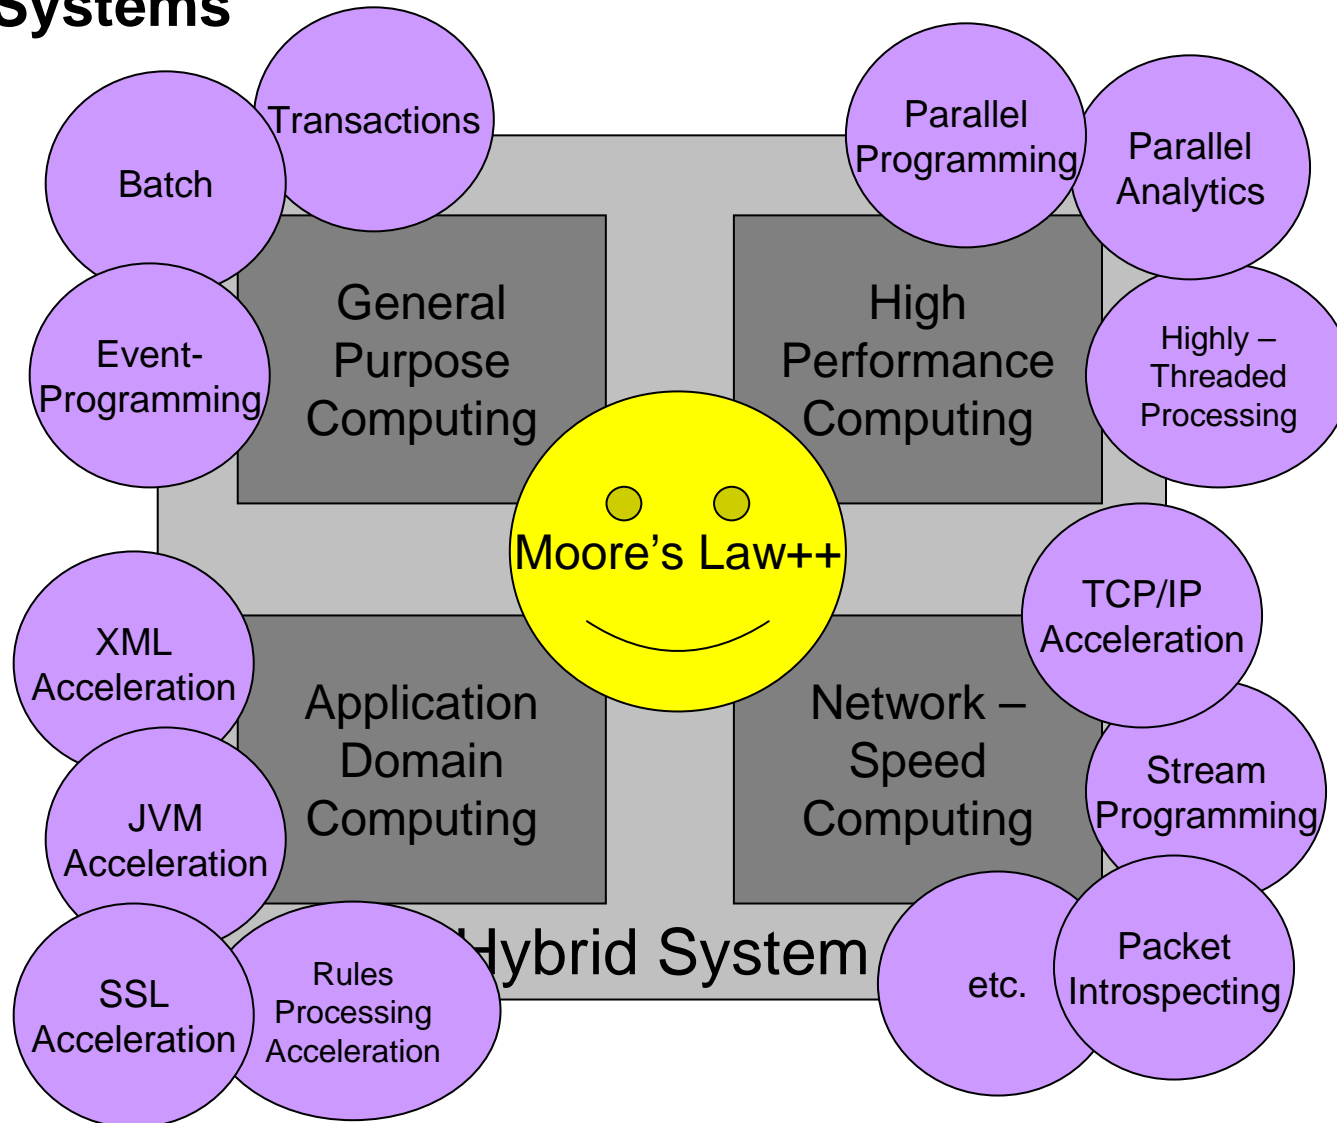 Systems
Transactions
Batch
Event-
Programming
General
Purpose
Computing
Parallel
Programming
Parallel
Analytics
Highly –
Threaded
Processing
High
Performance
Computing
Moore's Law++
XML
Acceleration
JVM
Acceleration
SSL
Acceleration
Rules
Processing
Acceleration
Application
Domain
Computing
Network –
Speed
Computing
TCP/IP
Acceleration
Stream
Programming
Packet
Introspecting
etc.
Hybrid System